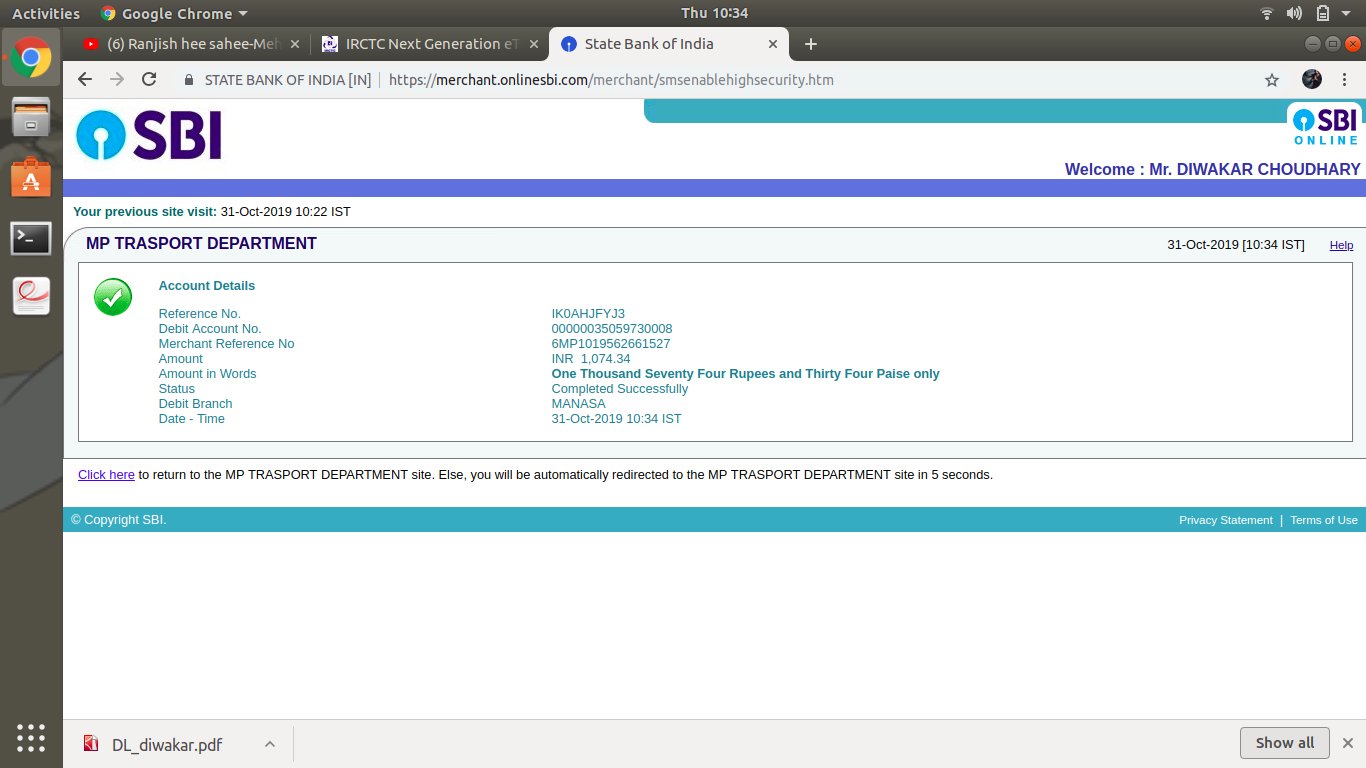 Activities Google Chrome Thu 10:34
(6) Ranjish hee sahee-Meh IRCTC Next Generation eT State Bank of India
STATE BANK OF INDIA [IN] https://merchant.onlinesbi.com/merchant/smsenablehighsecurity.htm
SBI
SBI
ONLINE
Welcome : Mr. DIWAKAR CHOUDHARY
Your previous site visit: 31-Oct-2019 10:22 IST
MP TRASPORT DEPARTMENT 31-Oct-2019 [10:34 IST] Help
Account Details
Reference No. IK0AHJFYJ3
Debit Account No. 00000035059730008
Merchant Reference No 6MP1019562661527
Amount INR 1,074.34
Amount in Words One Thousand Seventy Four Rupees and Thirty Four Paise only
Status Completed Successfully
Debit Branch MANASA
Date - Time 31-Oct-2019 10:34 IST
Click here to return to the MP TRASPORT DEPARTMENT site. Else, you will be automatically redirected to the MP TRASPORT DEPARTMENT site in 5 seconds.
© Copyright SBI. Privacy Statement | Terms of Use
DL_diwakar.pdf Show all